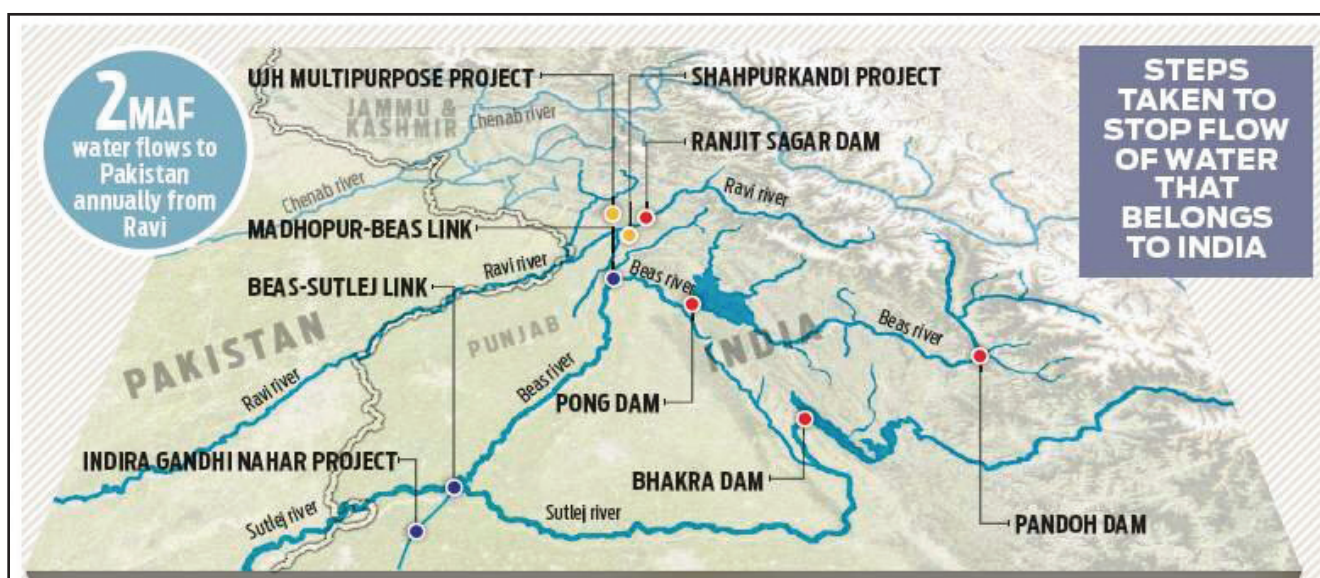 2 MAF
water flows to
Pakistan
annually from
Ravi
STEPS
TAKEN TO
STOP FLOW
OF WATER
THAT
BELONGS
TO INDIA
UJH MULTIPURPOSE PROJECT
SHAHPURKANDI PROJECT
JAMMU &
KASHMIR
Chenab river
RANJIT SAGAR DAM
Chenab river
Ravi river
MADHOPUR-BEAS LINK
Ravi river
Beas river
BEAS-SUTLEJ LINK
PAKISTAN
PUNJAB
INDIA
Beas river
Ravi river
Beas river
PONG DAM
INDIRA GANDHI NAHAR PROJECT
BHAKRA DAM
Sutlej river
Sutlej river
PANDOH DAM